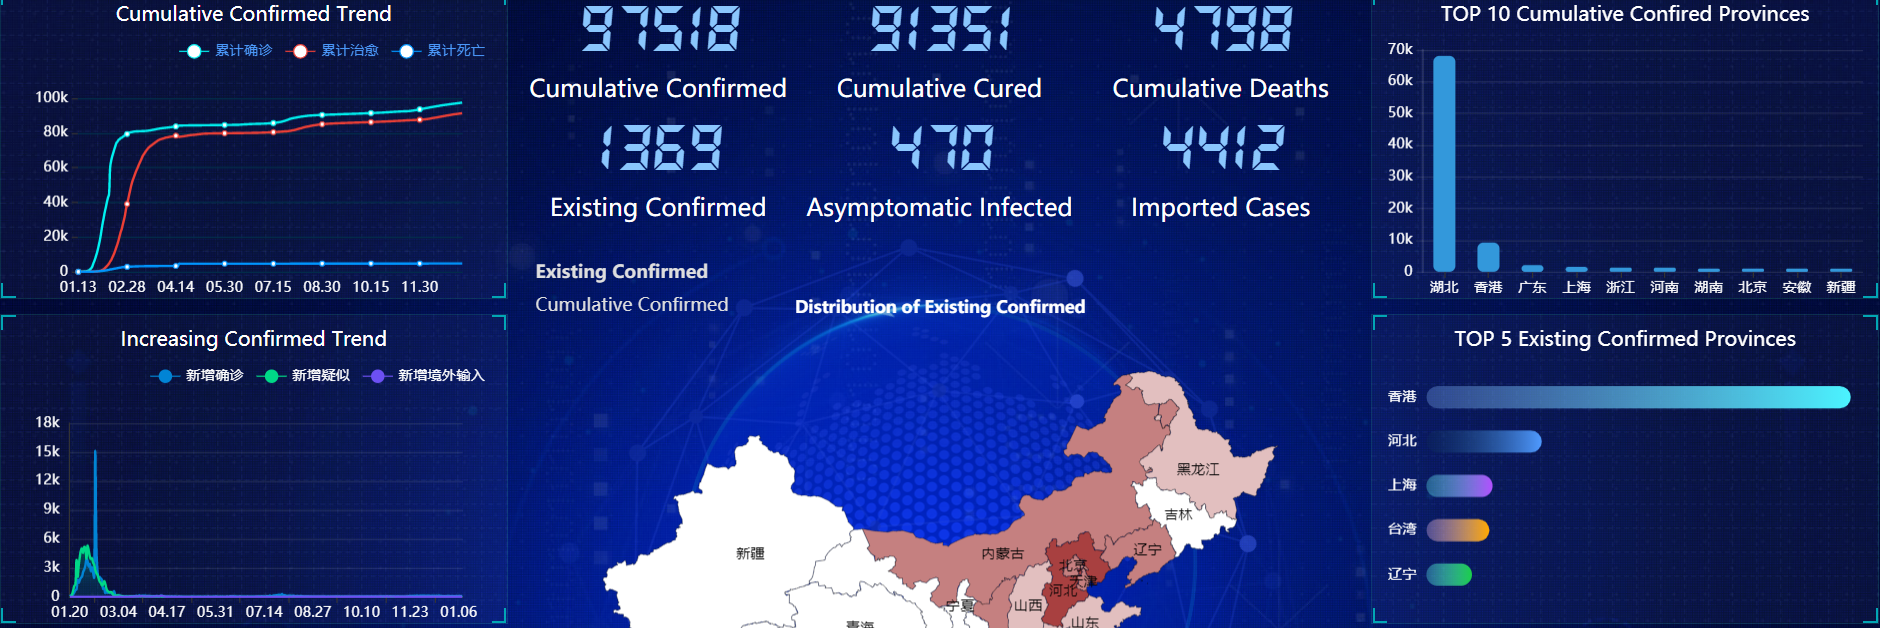 Cumulative Confirmed Trend
累计确诊 累计治愈 累计死亡
100k
80k
60k
40k
20k
0
01.13 02.28 04.14 05.30 07.15 08.30 10.15 11.30
Increasing Confirmed Trend
新增确诊 新增疑似 新增境外输入
18k
15k
12k
9k
6k
3k
0
01.20 03.04 04.17 05.31 07.14 08.27 10.10 11.23 01.06
97518 91351 4798
Cumulative Confirmed Cumulative Cured Cumulative Deaths
1369 470 4412
Existing Confirmed Asymptomatic Infected Imported Cases
Existing Confirmed
Cumulative Confirmed
Distribution of Existing Confirmed
黑龙江
吉林
新疆
内蒙古
辽宁
北京
天津
河北
宁夏
山西
山东
青海
TOP 10 Cumulative Confired Provinces
70k
60k
50k
40k
30k
20k
10k
0
湖北 香港 广东 上海 浙江 河南 湖南 北京 安徽 新疆
TOP 5 Existing Confirmed Provinces
香港
河北
上海
台湾
辽宁